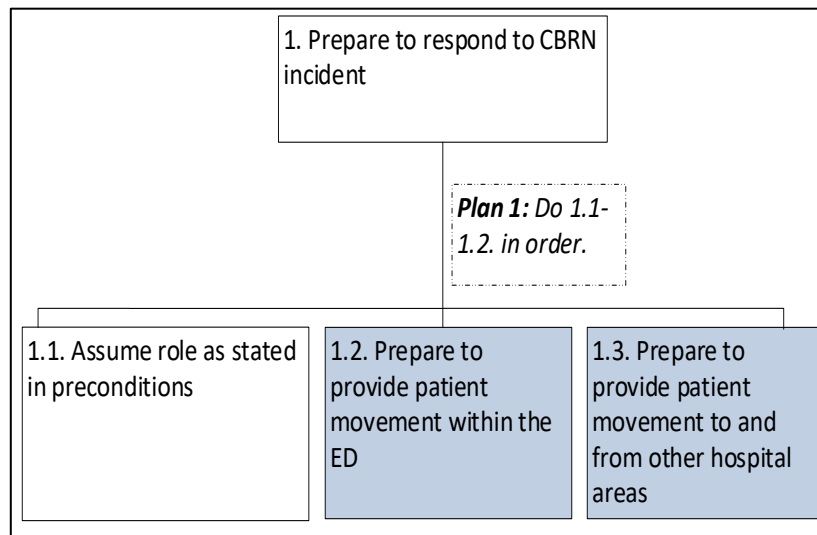 1. Prepare to respond to CBRN
incident
Plan 1: Do 1.1-
1.2. in order.
1.1. Assume role as stated
in preconditions
1.2. Prepare to
provide patient
movement within the
ED
1.3. Prepare to
provide patient
movement to and
from other hospital
areas